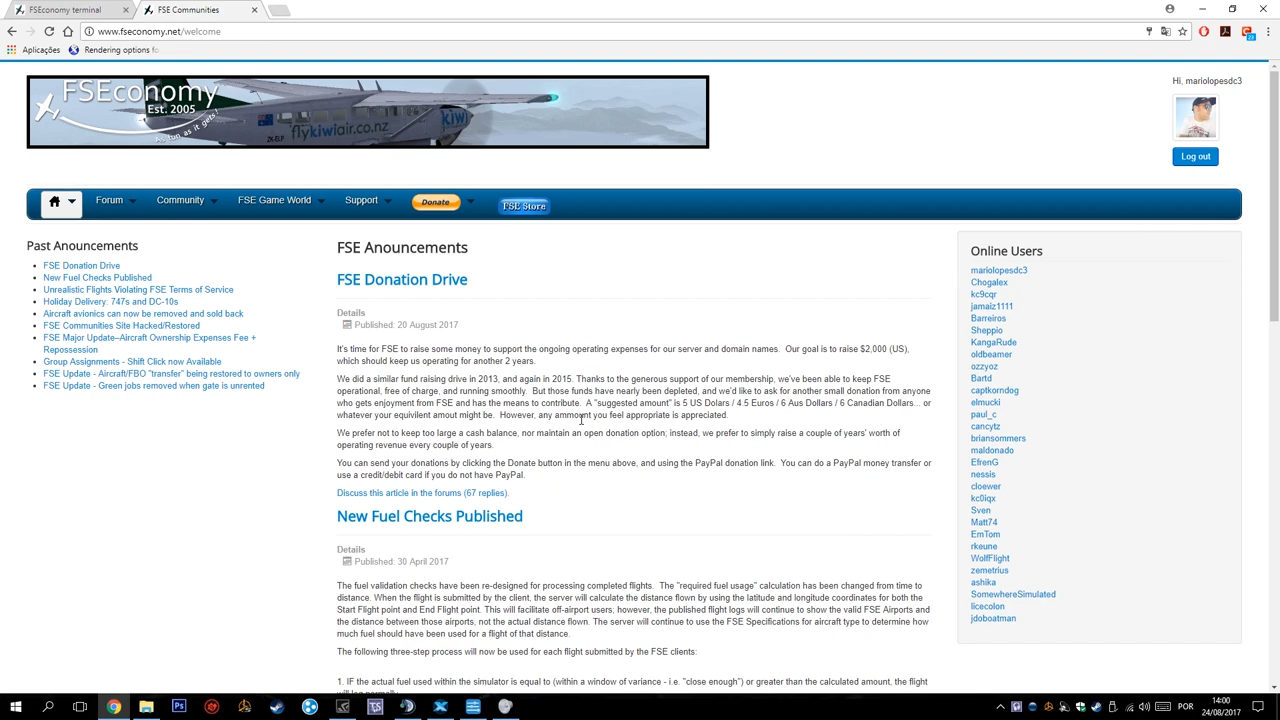 FSEconomy terminal
FSE Communities
www.fseconomy.net/welcome
Aplicações
Rendering options fo
FSEconomy
Est. 2005
As fun as it gets!
flykiwiair.co.nz
kiwi
Hi, mariolopesdc3
Log out
Forum
Community
FSE Game World
Support
Donate
FSE Store
Past Anouncements
FSE Donation Drive
New Fuel Checks Published
Unrealistic Flights Violating FSE Terms of Service
Holiday Delivery: 747s and DC-10s
Aircraft avionics can now be removed and sold back
FSE Communities Site Hacked/Restored
FSE Major Update–Aircraft Ownership Expenses Fee +
Repossession
Group Assignments - Shift Click now Available
FSE Update - Aircraft/FBO "transfer" being restored to owners only
FSE Update - Green jobs removed when gate is unrented
FSE Anouncements
FSE Donation Drive
Details
Published: 20 August 2017
It's time for FSE to raise some money to support the ongoing operating expenses for our server and domain names.  Our goal is to raise $2,000 (US),
which should keep us operating for another 2 years.
We did a similar fund raising drive in 2013, and again in 2015. Thanks to the generous support of our membership, we've been able to keep FSE
operational, free of charge, and running smoothly.  But those funds have nearly been depleted, and we'd like to ask for another small donation from anyone
who gets enjoyment from FSE and has the means to contribute.  A "suggested amount" is 5 US Dolars / 4.5 Euros / 6 Aus Dollars / 6 Canadian Dollars... or
whatever your equivilent amout might be.  However, any ammoont you feel appropriate is appreciated.
We prefer not to keep too large a cash balance, nor maintain an open donation option; instead, we prefer to simply raise a couple of years' worth of
operating revenue every couple of years.
You can send your donations by clicking the Donate button in the menu above, and using the PayPal donation link.  You can do a PayPal money transfer or
use a credit/debit card if you do not have PayPal.
Discuss this article in the forums (67 replies).
New Fuel Checks Published
Details
Published: 30 April 2017
The fuel validation checks have been re-designed for processing completed flights.  The "required fuel usage" calculation has been changed from time to
distance. When the flight is submitted by the client, the server will calculate the distance flown by using the latitude and longitude coordinates for both the
Start Flight point and End Flight point. This will facilitate off-airport users; however, the published flight logs will continue to show the valid FSE Airports and
the distance between those airports, not the actual distance flown. The server will continue to use the FSE Specifications for aircraft type to determine how
much fuel should have been used for a flight of that distance.
The following three-step process will now be used for each flight submitted by the FSE clients:
1. IF the actual fuel used within the simulator is equal to (within a window of variance - i.e. "close enough") or greater than the calculated amount, the flight
will log normally.
Online Users
mariolopesdc3
Chogalex
kc9cqr
jamaiz1111
Barreiros
Sheppio
KangaRude
oldbeamer
ozzyoz
Bartd
captkorndog
elmucki
paul_c
cancytz
briansommers
maldonado
EfrenG
nessis
cloewer
kc0iqx
Sven
Matt74
EmTom
rkeune
WolfFlight
zemetrius
ashika
SomewhereSimulated
licecolon
jdoboatman
POR
14:00
24/08/2017